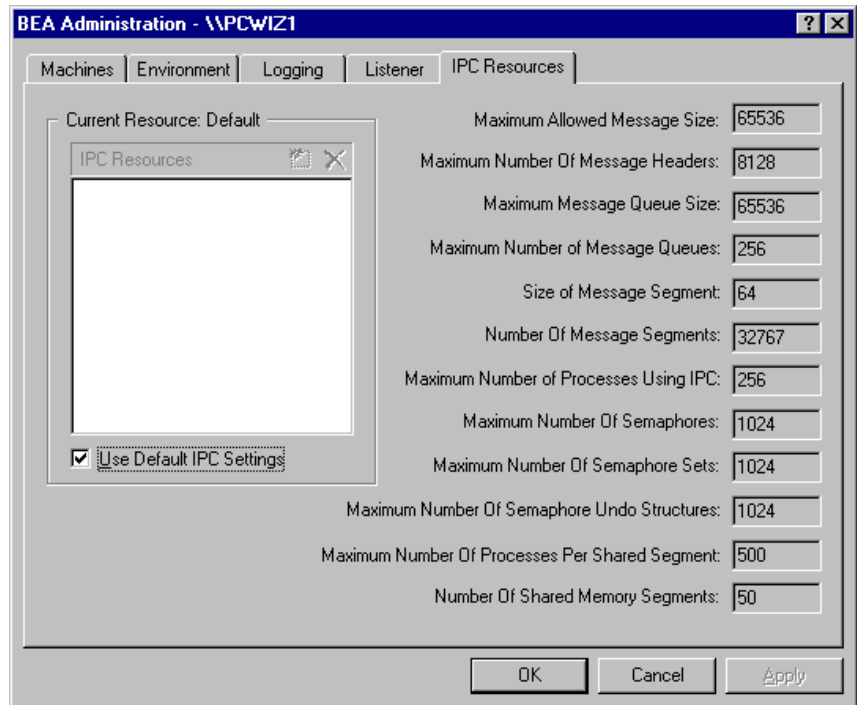 BEA Administration - \\PCWIZ1
Machines Environment Logging Listener IPC Resources
Current Resource: Default
IPC Resources
Use Default IPC Settings
Maximum Allowed Message Size: 65536
Maximum Number Of Message Headers: 8128
Maximum Message Queue Size: 65536
Maximum Number of Message Queues: 256
Size of Message Segment: 64
Number Of Message Segments: 32767
Maximum Number of Processes Using IPC: 256
Maximum Number Of Semaphores: 1024
Maximum Number Of Semaphore Sets: 1024
Maximum Number Of Semaphore Undo Structures: 1024
Maximum Number Of Processes Per Shared Segment: 500
Number Of Shared Memory Segments: 50
OK Cancel Apply